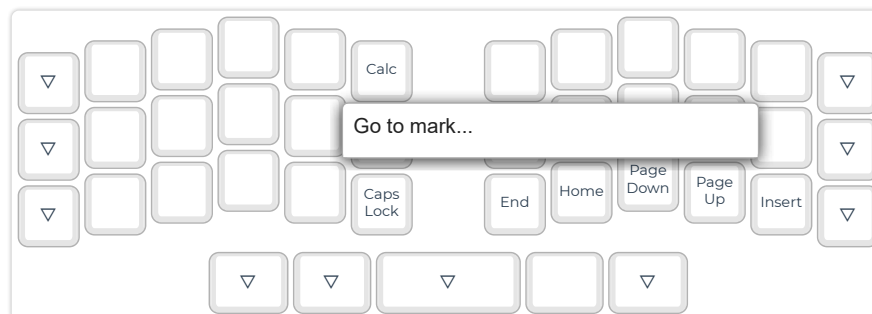 ▽
Calc
▽
▽
Go to mark...
▽
Caps
Lock
End
Home
Page
Down
Page
Up
Insert
▽
▽
▽
▽
▽
▽